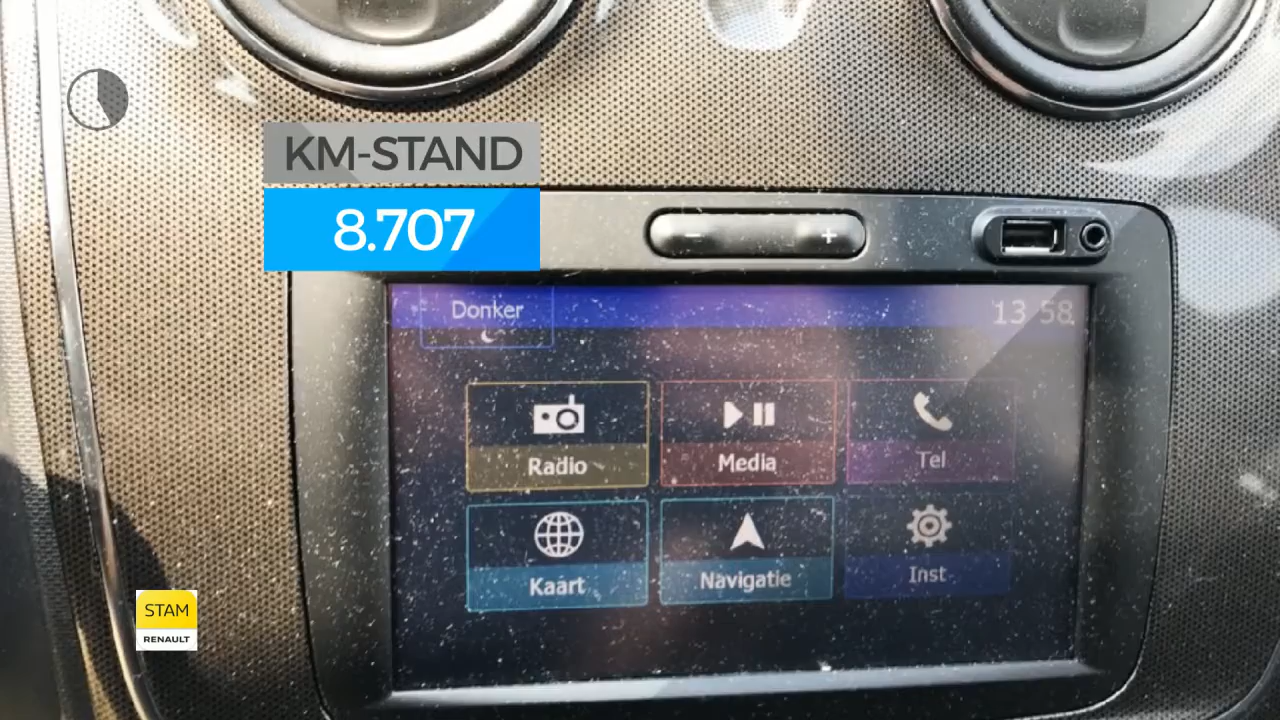 KM-STAND
8.707
- +
Donker
13 58
Radio
Media
Tel
Kaart
Navigatie
Inst
STAM
RENAULT